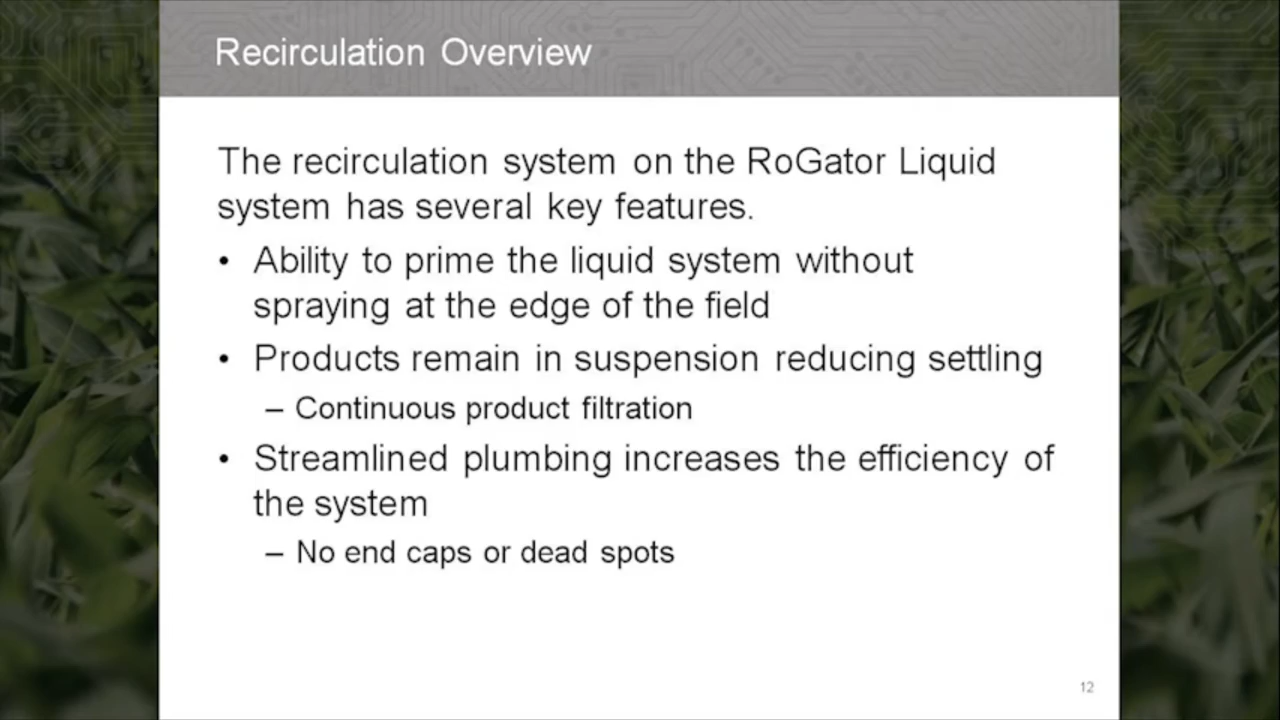 Recirculation Overview
The recirculation system on the RoGator Liquid
system has several key features.
• Ability to prime the liquid system without
spraying at the edge of the field
• Products remain in suspension reducing settling
– Continuous product filtration
• Streamlined plumbing increases the efficiency of
the system
– No end caps or dead spots
12